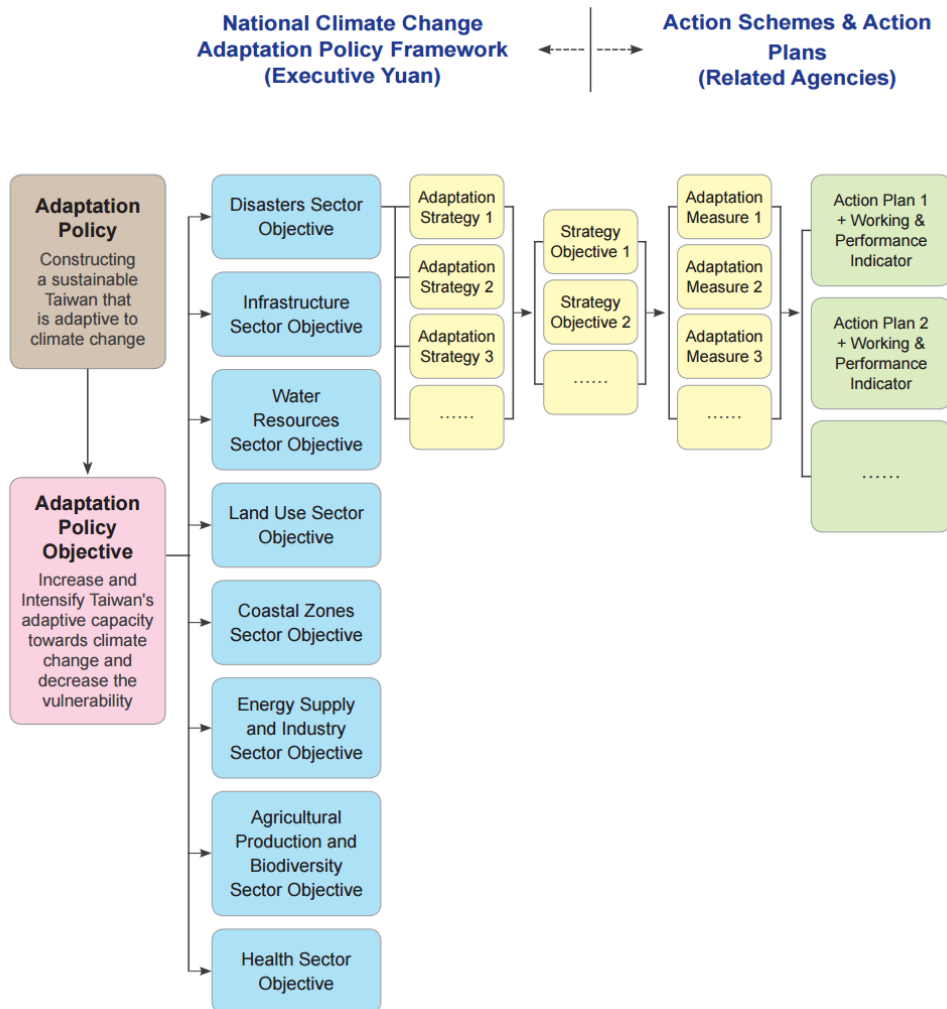 National Climate Change
Adaptation Policy Framework
(Executive Yuan)
Action Schemes & Action
Plans
(Related Agencies)
Adaptation
Policy
Constructing
a sustainable
Taiwan that
is adaptive to
climate change
Adaptation
Policy
Objective
Increase and
Intensify Taiwan's
adaptive capacity
towards climate
change and
decrease the
vulnerability
Disasters Sector
Objective
Infrastructure
Sector Objective
Water
Resources
Sector Objective
Land Use Sector
Objective
Coastal Zones
Sector Objective
Energy Supply
and Industry
Sector Objective
Agricultural
Production and
Biodiversity
Sector Objective
Health Sector
Objective
Adaptation
Strategy 1
Adaptation
Strategy 2
Adaptation
Strategy 3
......
Strategy
Objective 1
Strategy
Objective 2
......
Adaptation
Measure 1
Adaptation
Measure 2
Adaptation
Measure 3
......
Action Plan 1
+ Working &
Performance
Indicator
Action Plan 2
+ Working &
Performance
Indicator
......